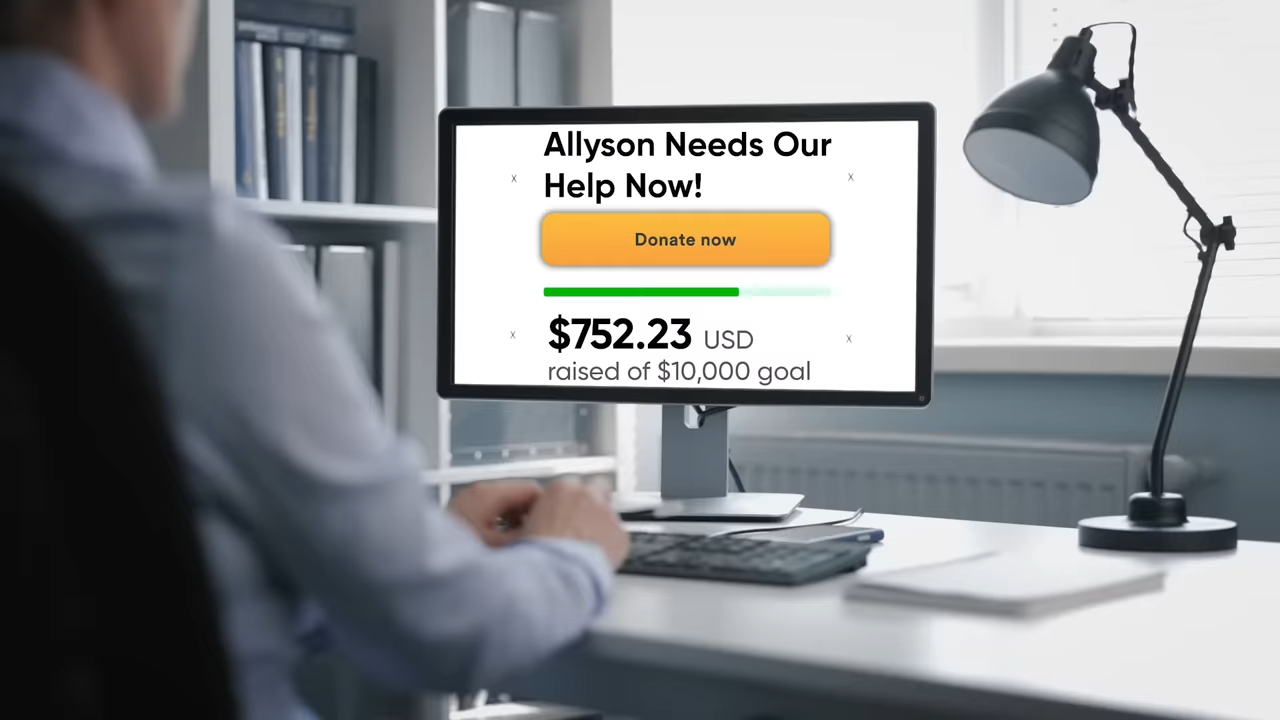 Allyson Needs Our
Help Now!
Donate now
$752.23 USD
raised of $10,000 goal